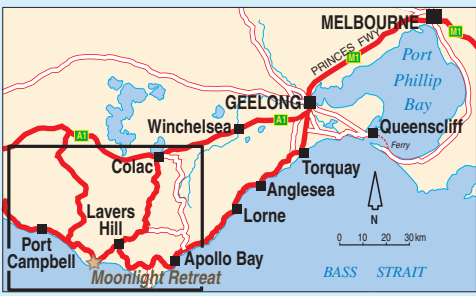 MELBOURNE
PRINCES FWY
M1
M1
Port
Phillip
Bay
GEELONG
A1
Winchelsea
Queenscliff
Ferry
A1
Colac
Torquay
Anglesea
Lorne
N
Lavers
Hill
Port
Campbell
Apollo Bay
Moonlight Retreat
0 10 20 30 km
BASS STRAIT